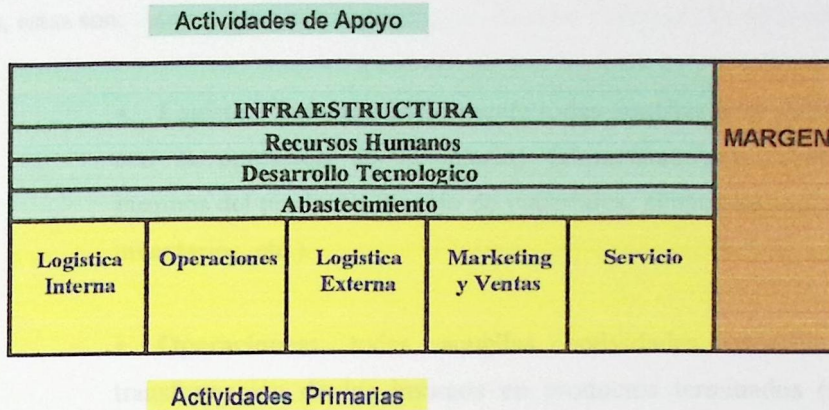 Actividades de Apoyo
INFRAESTRUCTURA
Recursos Humanos
Desarrollo Tecnologico
Abastecimiento
MARGEN
Logistica
Interna
Operaciones
Logistica
Externa
Marketing
y Ventas
Servicio
Actividades Primarias